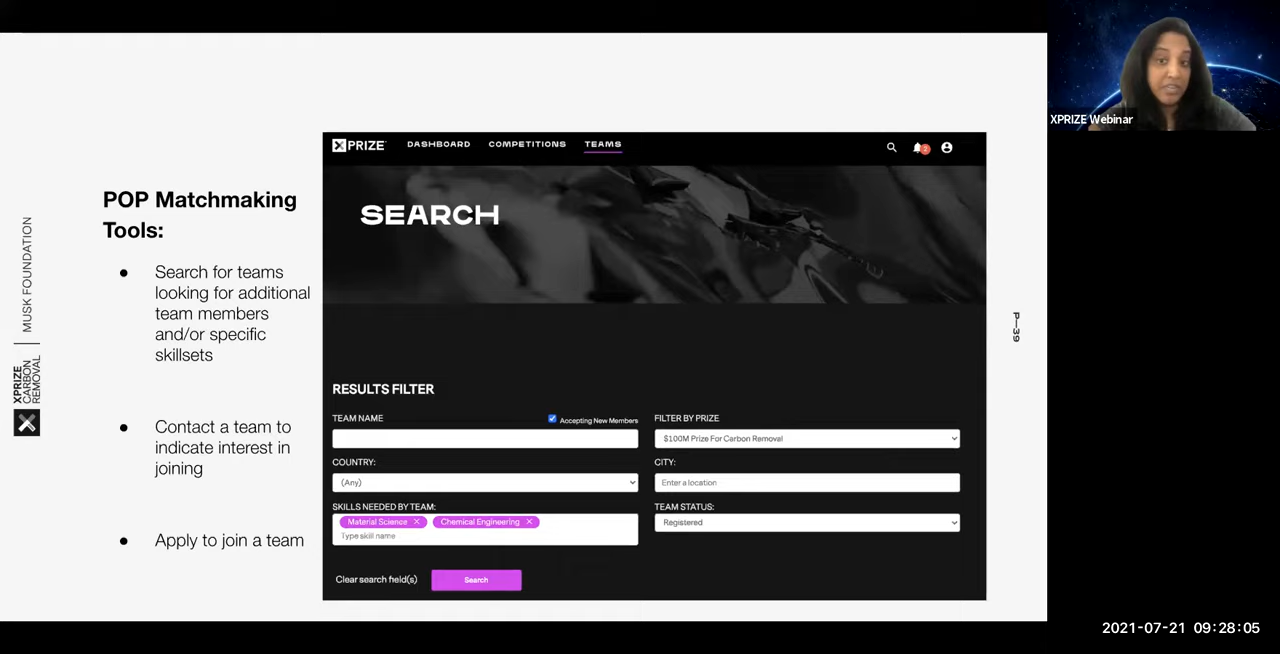 POP Matchmaking
Tools:
● Search for teams
looking for additional
team members
and/or specific
skillsets
● Contact a team to
indicate interest in
joining
● Apply to join a team
XPRIZE
CARBON
REMOVAL
MUSK FOUNDATION
XPRIZE
DASHBOARD
COMPETITIONS
TEAMS
2
SEARCH
RESULTS FILTER
TEAM NAME
Accepting New Members
FILTER BY PRIZE
$100M Prize For Carbon Removal
COUNTRY:
(Any)
CITY:
Enter a location
SKILLS NEEDED BY TEAM:
Material Science ×
Chemical Engineering ×
Type skill name
TEAM STATUS:
Registered
Clear search field(s)
Search
P—39
XPRIZE Webinar
2021-07-21 09:28:05